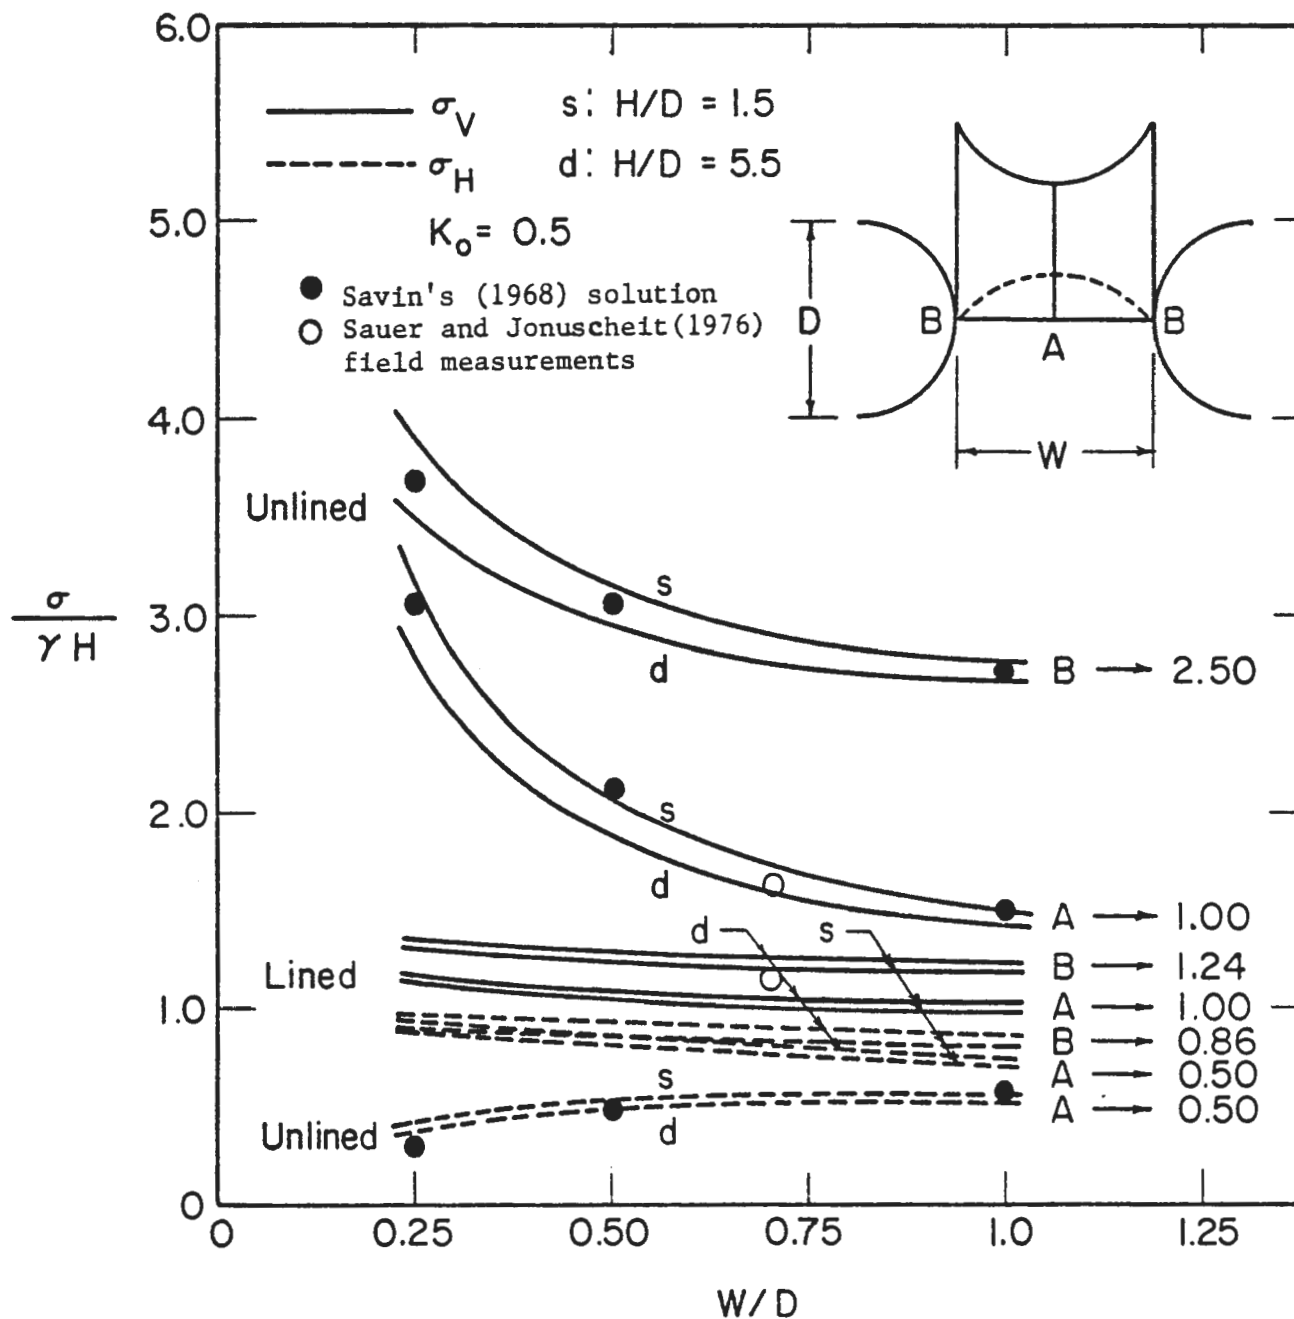 6.0
σV s: H/D = 1.5
σH d: H/D = 5.5
Ko = 0.5
Savin's (1968) solution
Sauer and Jonuscheit(1976)
field measurements
D
B
B
A
W
5.0
4.0
Unlined
s
3.0
σ
γ H
d
B → 2.50
2.0
s
d
A → 1.00
d
s
B → 1.24
Lined
1.0
A → 1.00
B → 0.86
A → 0.50
s
A → 0.50
Unlined
d
0
0 0.25 0.50 0.75 1.0 1.25
W/D